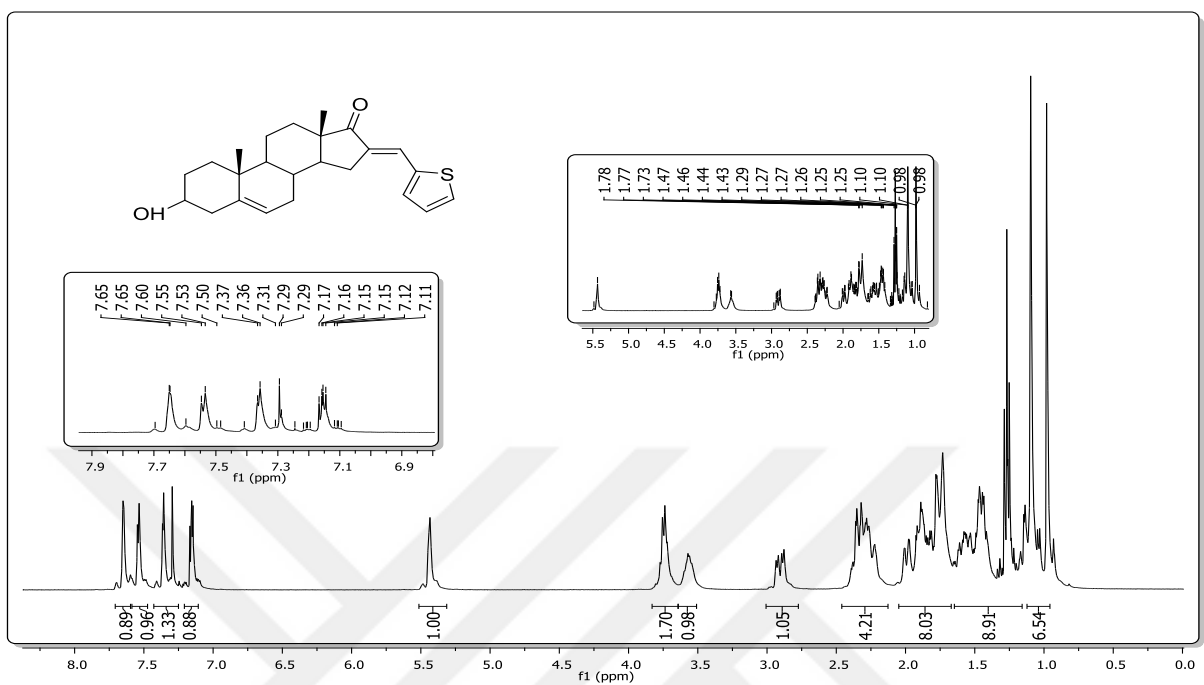 O
S
OH
1.78 1.77 1.73 1.47 1.46 1.44 1.43 1.29 1.27 1.27 1.26 1.25 1.25 1.10 1.10 0.98 0.98
5.5 5.0 4.5 4.0 3.5 3.0 2.5 2.0 1.5 1.0
f1 (ppm)
7.65 7.65 7.60 7.55 7.53 7.50 7.37 7.36 7.31 7.29 7.29 7.17 7.16 7.15 7.15 7.12 7.11
7.9 7.7 7.5 7.3 7.1 6.9
f1 (ppm)
0.89 0.96 1.33 0.88 1.00 1.70 0.98 1.05 4.21 8.03 8.91 6.54
8.0 7.5 7.0 6.5 6.0 5.5 5.0 4.5 4.0 3.5 3.0 2.5 2.0 1.5 1.0 0.5 0.0
f1 (ppm)